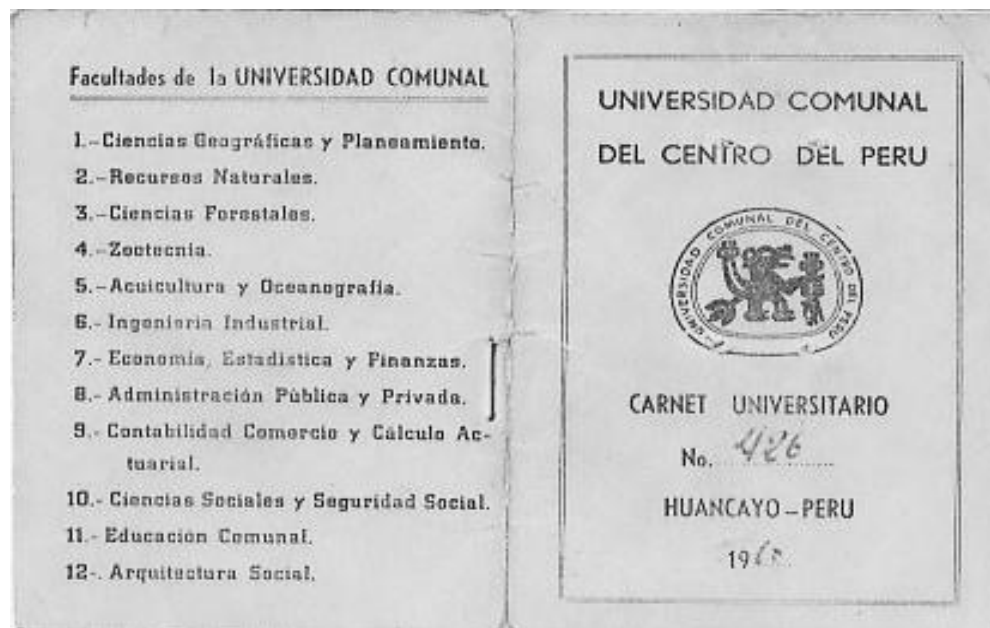 Facultades de la UNIVERSIDAD COMUNAL
1.-Ciencias Geográficas y Planeamiento.
2.-Recursos Naturales.
3.-Ciencias Forestales.
4.-Zootecnia.
5.-Acuicultura y Oceanografía.
6.- Ingeniería Industrial.
7.- Economía, Estadística y Finanzas.
8.- Administración Pública y Privada.
9.- Contabilidad Comercio y Cálculo Ac-
tuarial.
10.- Ciencias Sociales y Seguridad Social.
11.- Educación Comunal.
12-. Arquitectura Social.
UNIVERSIDAD COMUNAL
DEL CENTRO DEL PERU
UNIVERSIDAD COMUNAL DEL CENTRO DEL PERU
CARNET UNIVERSITARIO
No. 426
HUANCAYO-PERU
19